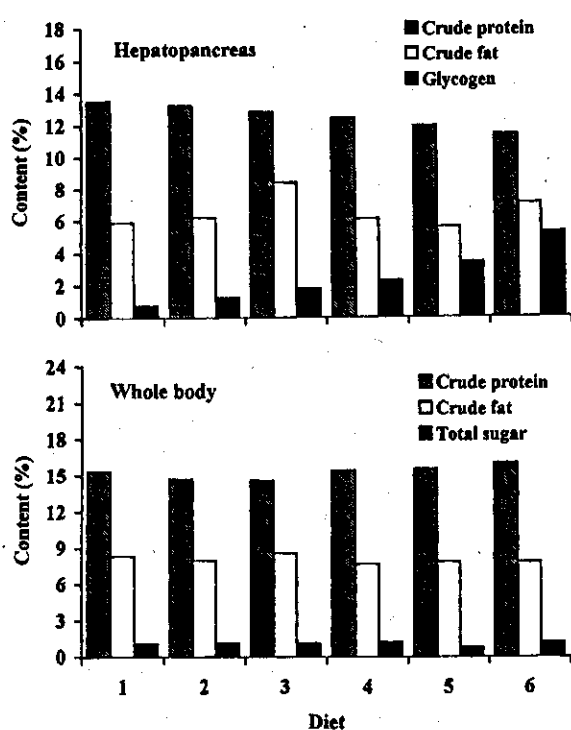 Hepatopancreas
Crude protein
Crude fat
Glycogen
Content (%)
18
16
14
12
10
8
6
4
2
0
Whole body
Crude protein
Crude fat
Total sugar
Content (%)
24
21
18
15
12
9
6
3
0
1 2 3 4 5 6
Diet